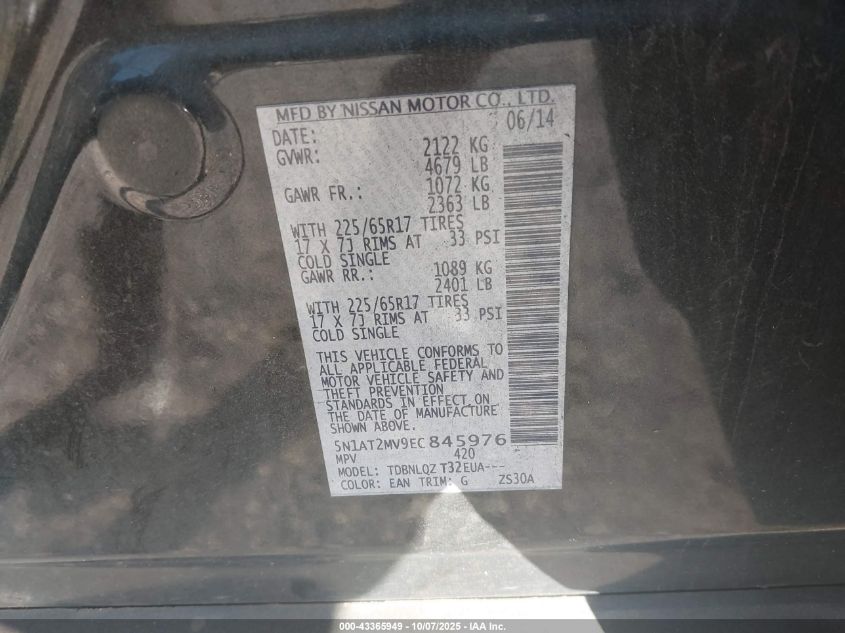 MFD BY NISSAN MOTOR CO., LTD.
DATE: 06/14
GVWR: 2122 KG
4679 LB
GAWR FR.: 1072 KG
2363 LB
WITH 225/65R17 TIRES
17 X 7J RIMS AT 33 PSI
COLD SINGLE
GAWR RR.: 1089 KG
2401 LB
WITH 225/65R17 TIRES
17 X 7J RIMS AT 33 PSI
COLD SINGLE
THIS VEHICLE CONFORMS TO
ALL APPLICABLE FEDERAL
MOTOR VEHICLE SAFETY AND
THEFT PREVENTION
STANDARDS IN EFFECT ON
THE DATE OF MANUFACTURE
SHOWN ABOVE.
5N1AT2MV9EC 845976
MPV 420
MODEL: TDBNLQZ T32EUA---
COLOR: EAN TRIM: G ZS30A
000-43365949 - 10/07/2025 - IAA Inc.